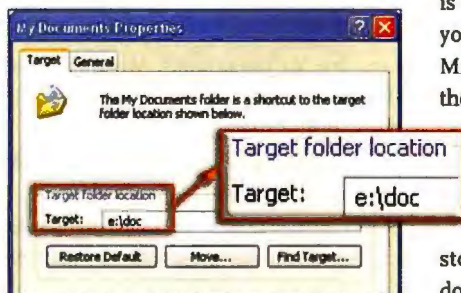 My Documents Properties
Target General
The My Documents folder is a shortcut to the target
folder location shown below.
Target folder location
Target: e:\doc
Target folder location
Target: e:\doc
Restore Default Move... Find Target...
is
yo
M
the
sto
do